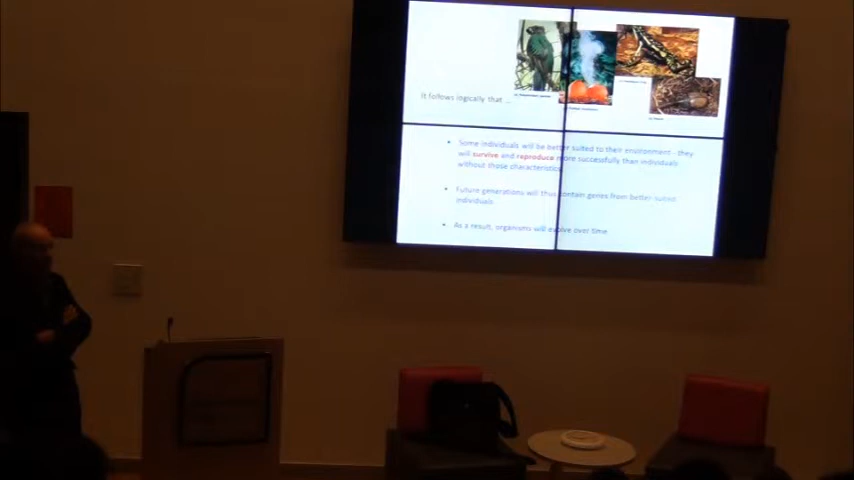 It follows logically that ...
• Some individuals will be better suited to their environment – they
will survive and reproduce more successfully than individuals
without those characteristics
• Future generations will thus contain genes from better suited
individuals.
• As a result, organisms will evolve over time